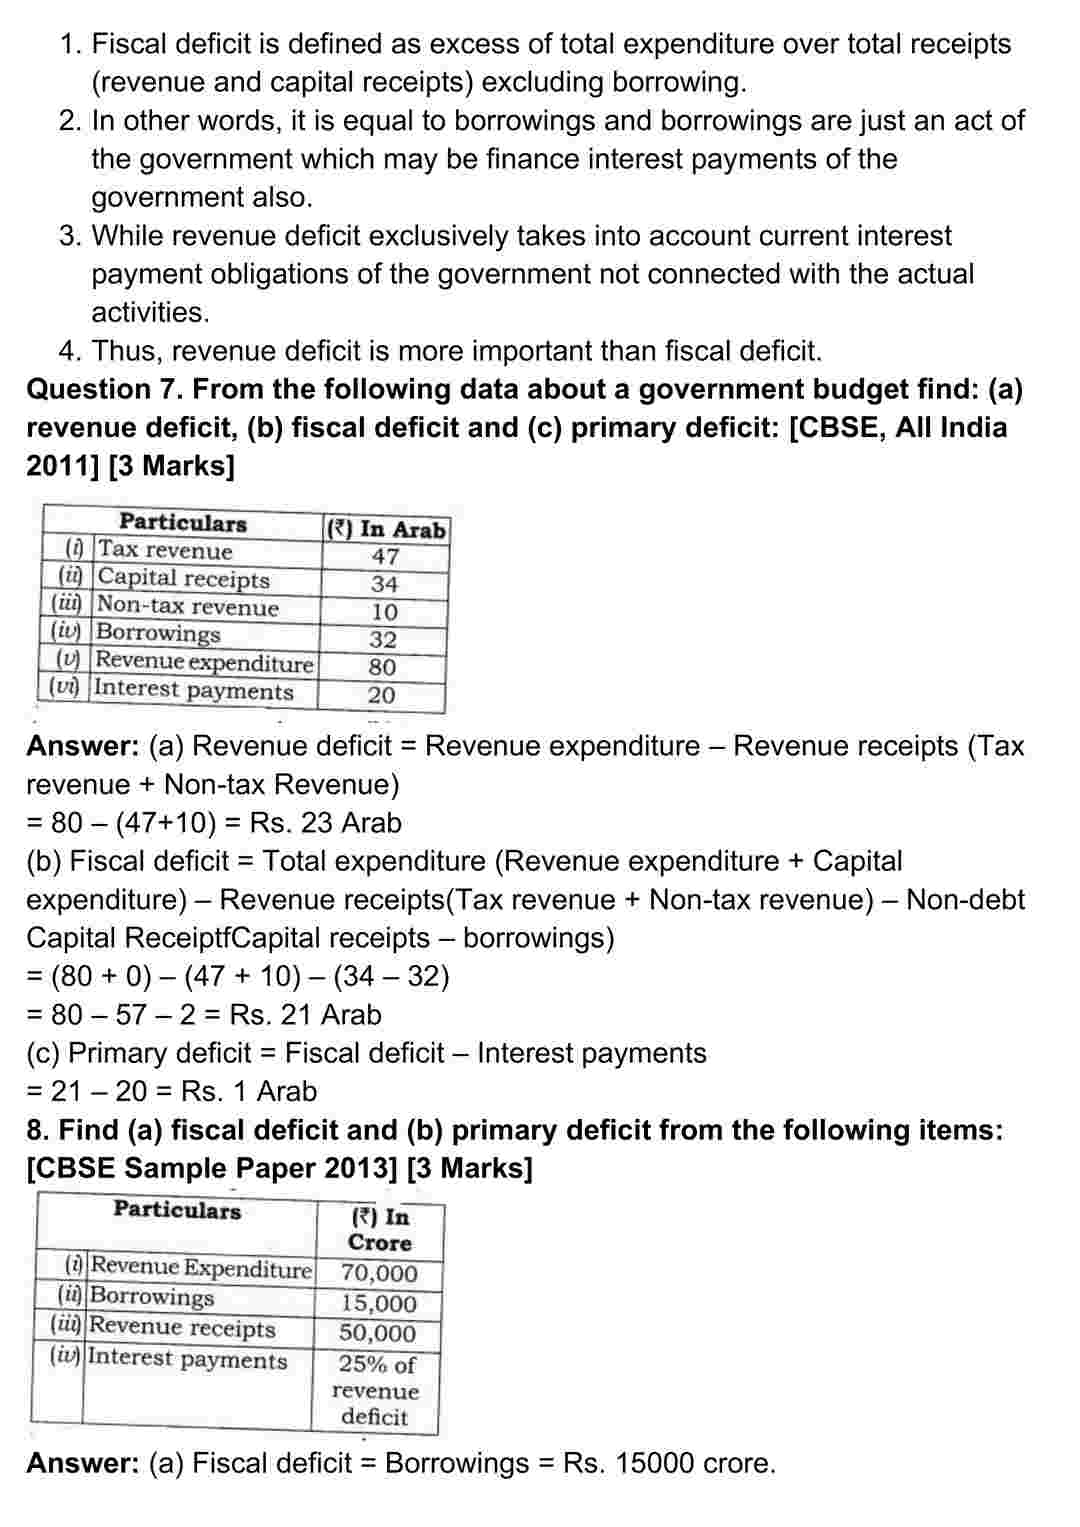 1. Fiscal deficit is defined as excess of total expenditure over total receipts
(revenue and capital receipts) excluding borrowing.
2. In other words, it is equal to borrowings and borrowings are just an act of
the government which may be finance interest payments of the
government also.
3. While revenue deficit exclusively takes into account current interest
payment obligations of the government not connected with the actual
activities.
4. Thus, revenue deficit is more important than fiscal deficit.
Question 7. From the following data about a government budget find: (a)
revenue deficit, (b) fiscal deficit and (c) primary deficit: [CBSE, All India
2011] [3 Marks]
Particulars (₹) In Arab
(i) Tax revenue 47
(ii) Capital receipts 34
(iii) Non-tax revenue 10
(iv) Borrowings 32
(v) Revenue expenditure 80
(vi) Interest payments 20
Answer: (a) Revenue deficit = Revenue expenditure – Revenue receipts (Tax
revenue + Non-tax Revenue)
= 80 – (47+10) = Rs. 23 Arab
(b) Fiscal deficit = Total expenditure (Revenue expenditure + Capital
expenditure) – Revenue receipts(Tax revenue + Non-tax revenue) – Non-debt
Capital ReceiptfCapital receipts – borrowings)
= (80 + 0) – (47 + 10) – (34 – 32)
= 80 – 57 – 2 = Rs. 21 Arab
(c) Primary deficit = Fiscal deficit – Interest payments
= 21 – 20 = Rs. 1 Arab
8. Find (a) fiscal deficit and (b) primary deficit from the following items:
[CBSE Sample Paper 2013] [3 Marks]
Particulars (₹) In
Crore
(i) Revenue Expenditure 70,000
(ii) Borrowings 15,000
(iii) Revenue receipts 50,000
(iv) Interest payments 25% of
revenue
deficit
Answer: (a) Fiscal deficit = Borrowings = Rs. 15000 crore.